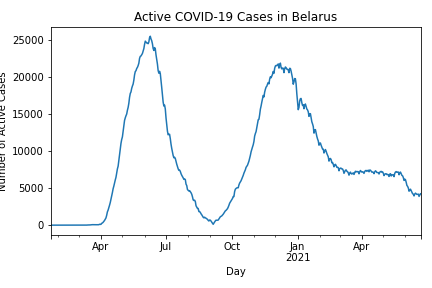 Active COVID-19 Cases in Belarus
Number of Active Cases
25000
20000
15000
10000
5000
0
Apr Jul Oct Jan Apr
2021
Day